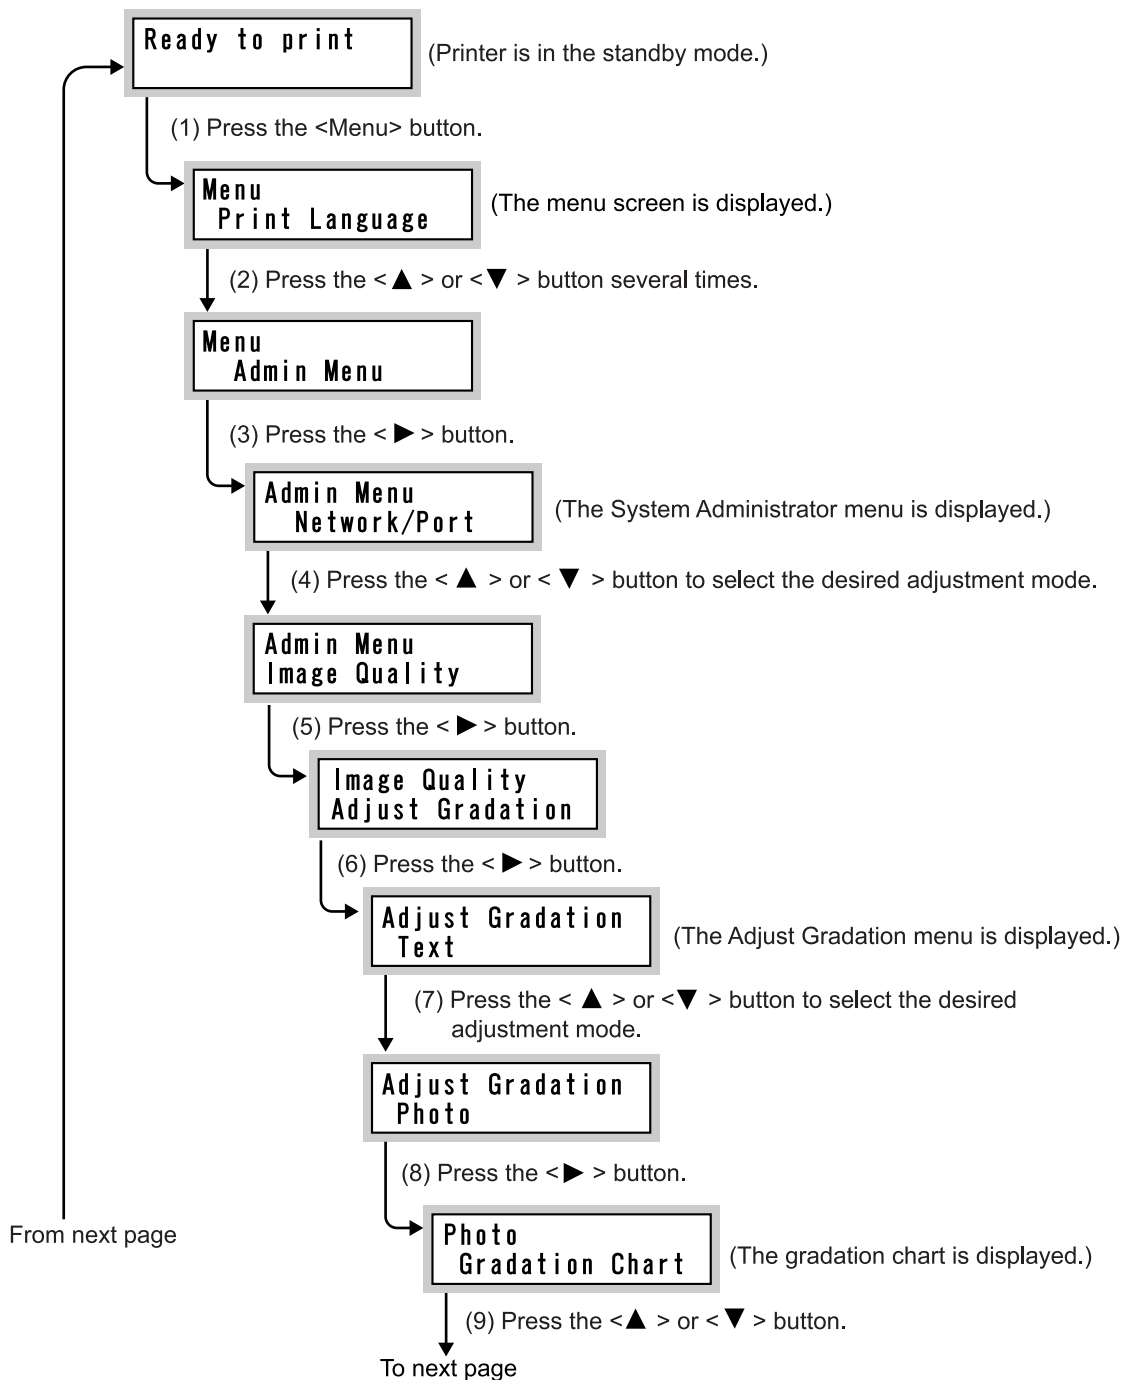 Ready to print
(Printer is in the standby mode.)
(1) Press the <Menu> button.
Menu
Print Language
(The menu screen is displayed.)
(2) Press the < ▲ > or < ▼ > button several times.
Menu
Admin Menu
(3) Press the < ▶ > button.
Admin Menu
Network/Port
(The System Administrator menu is displayed.)
(4) Press the < ▲ > or < ▼ > button to select the desired adjustment mode.
Admin Menu
Image Quality
(5) Press the < ▶ > button.
Image Quality
Adjust Gradation
(6) Press the < ▶ > button.
Adjust Gradation
Text
(The Adjust Gradation menu is displayed.)
(7) Press the < ▲ > or < ▼ > button to select the desired
adjustment mode.
Adjust Gradation
Photo
(8) Press the < ▶ > button.
From next page
Photo
Gradation Chart
(The gradation chart is displayed.)
(9) Press the < ▲ > or < ▼ > button.
To next page